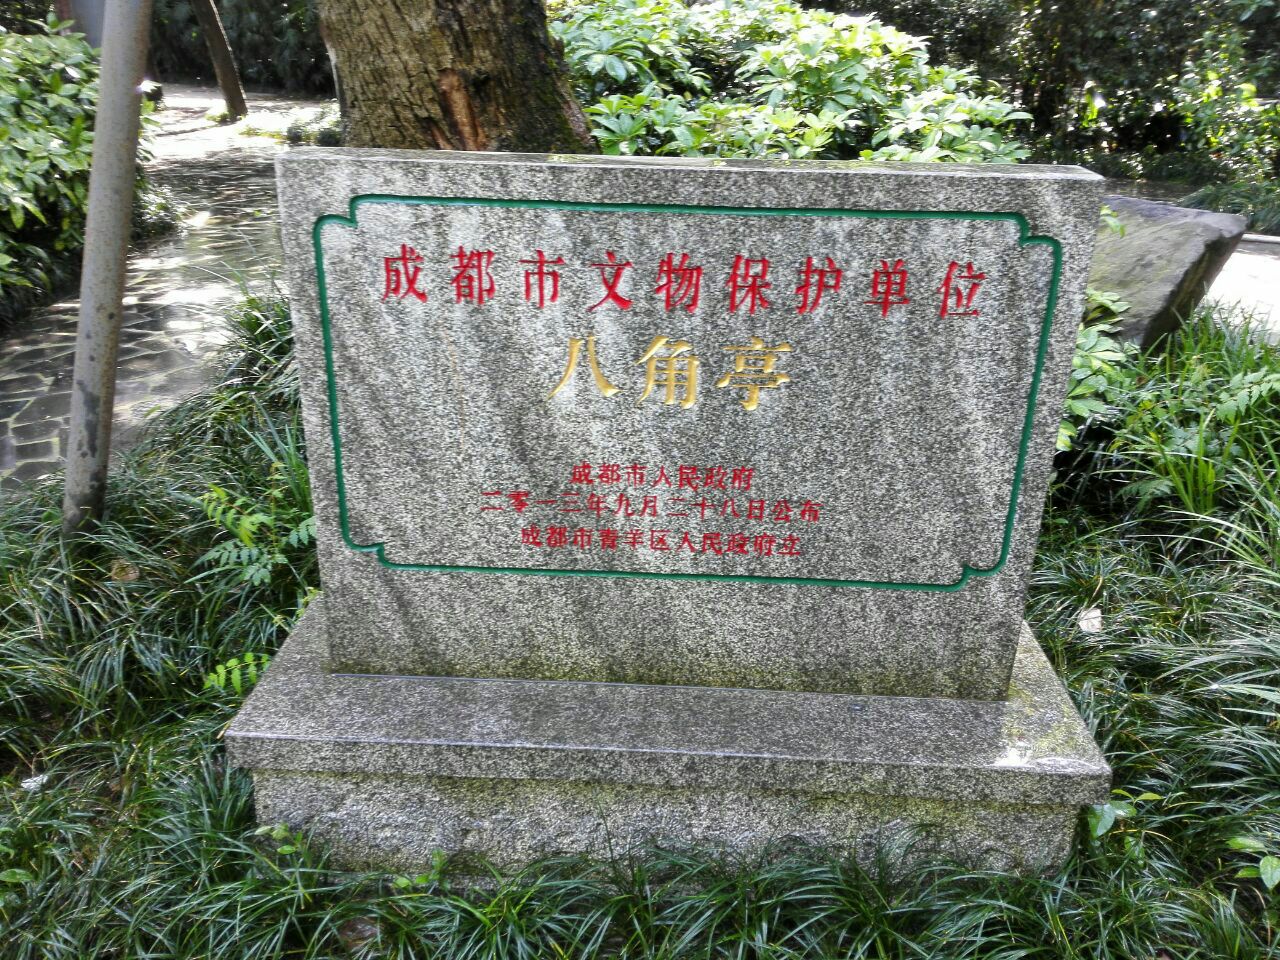 成都市文物保护单位
八角亭
成都市人民政府
二零一三年九月二十八日公布
成都市青羊区人民政府立